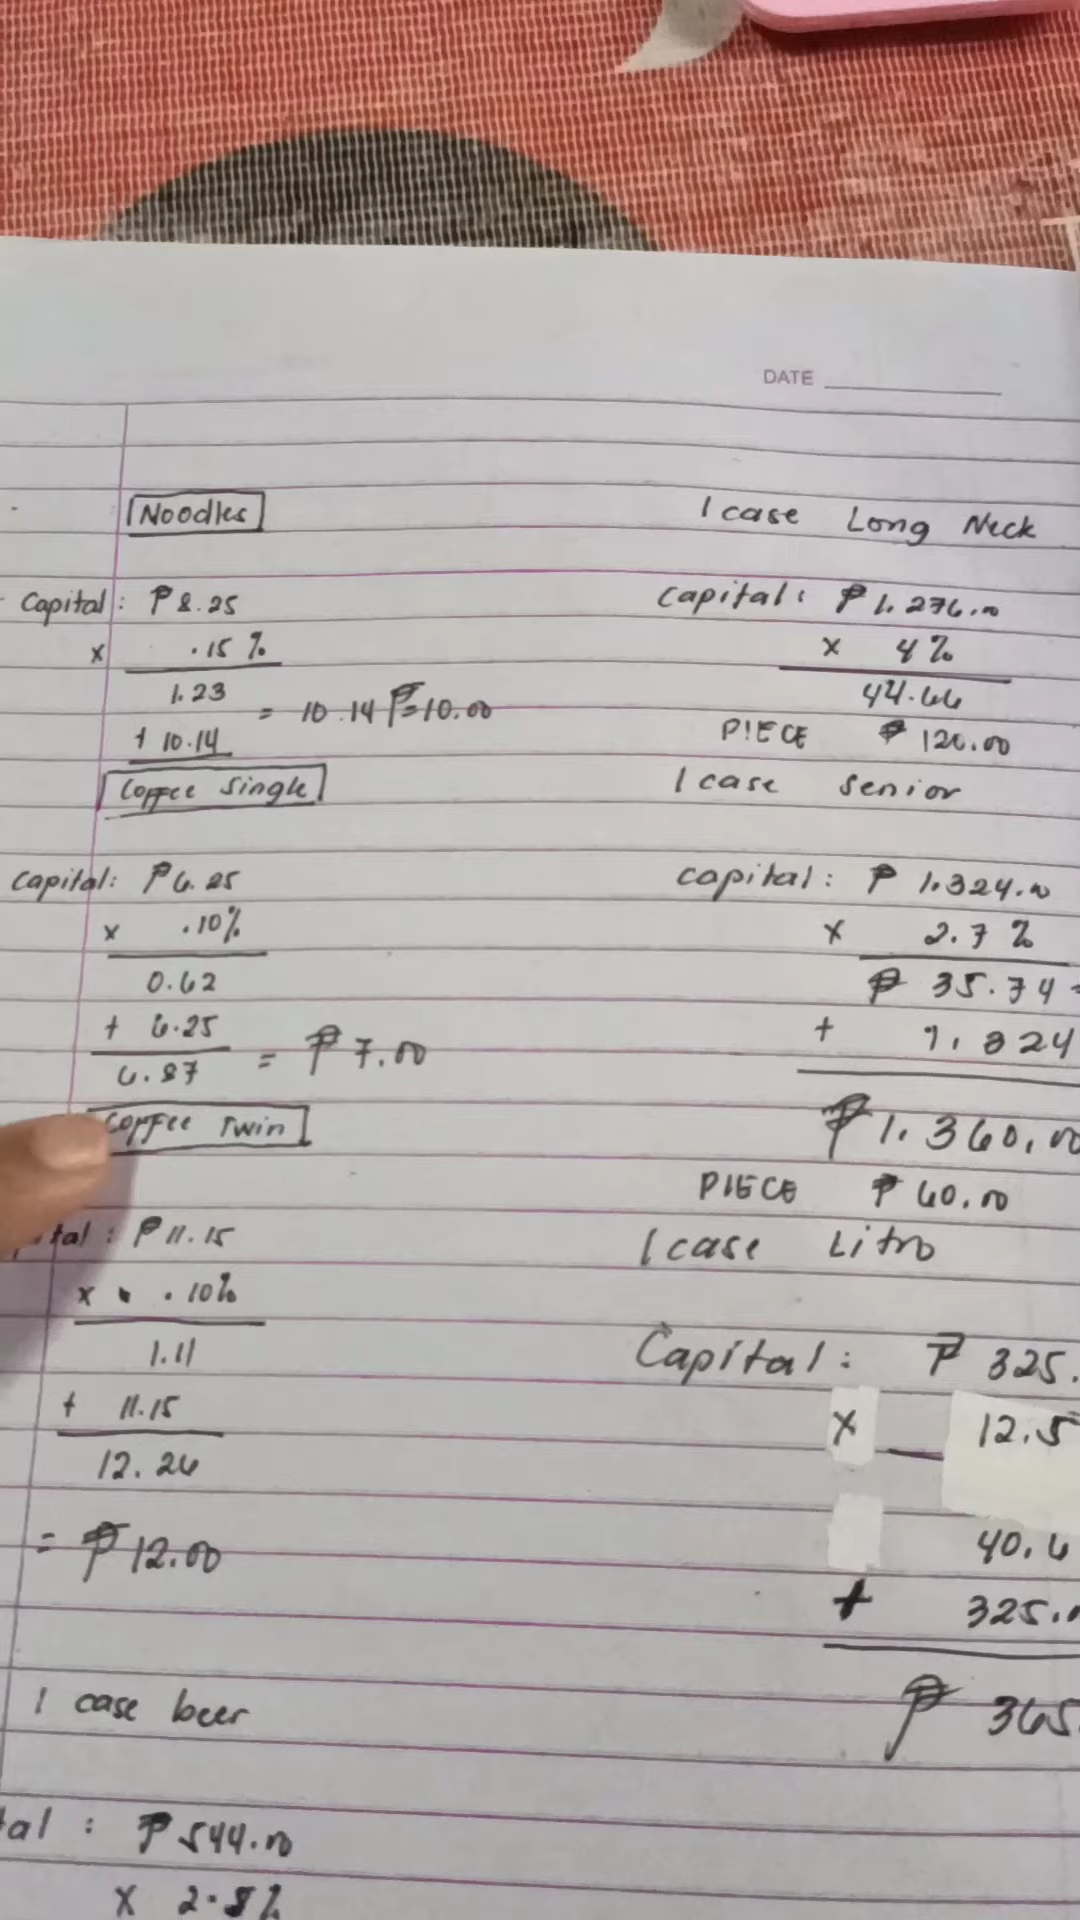 DATE
Noodles
Capital: ₱8.25
x .15%
1.23
+ 10.14
= 10.14 ₱=10.00
Coffee Single
Capital: ₱6.25
x .10%
0.62
+ 6.25
6.87
= ₱7.00
Coffee Twin
tal: ₱11.15
x .10%
1.11
+ 11.15
12.26
= ₱12.00
1 case beer
tal: ₱544.00
x 2.8%
1 case Long Neck
Capital: ₱1.276.00
x 4%
44.66
PIECE ₱120.00
1 case Senior
Capital: ₱1.324.00
x 2.7%
₱35.74
+ 1.324
₱1.360.00
PIECE ₱60.00
1 case Litro
Capital: ₱325.
x 12.5
40.6
+ 325.
₱365.